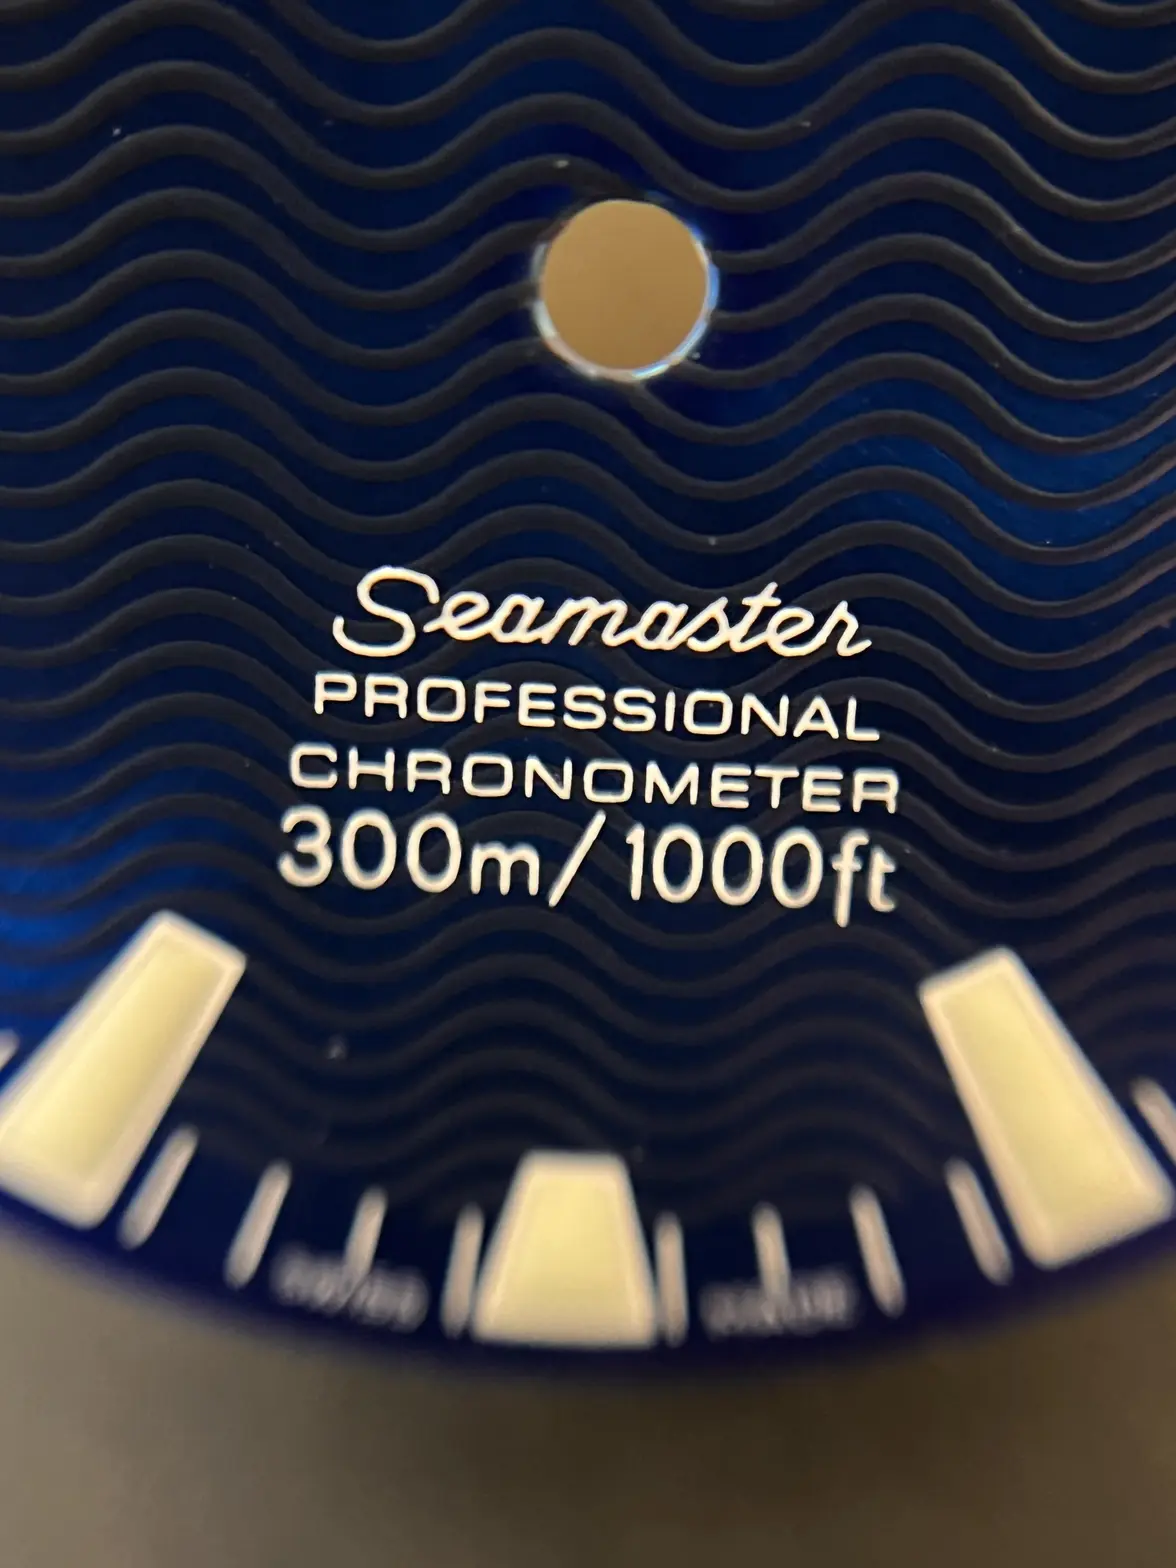 Seamaster
PROFESSIONAL
CHRONOMETER
300m/1000ft